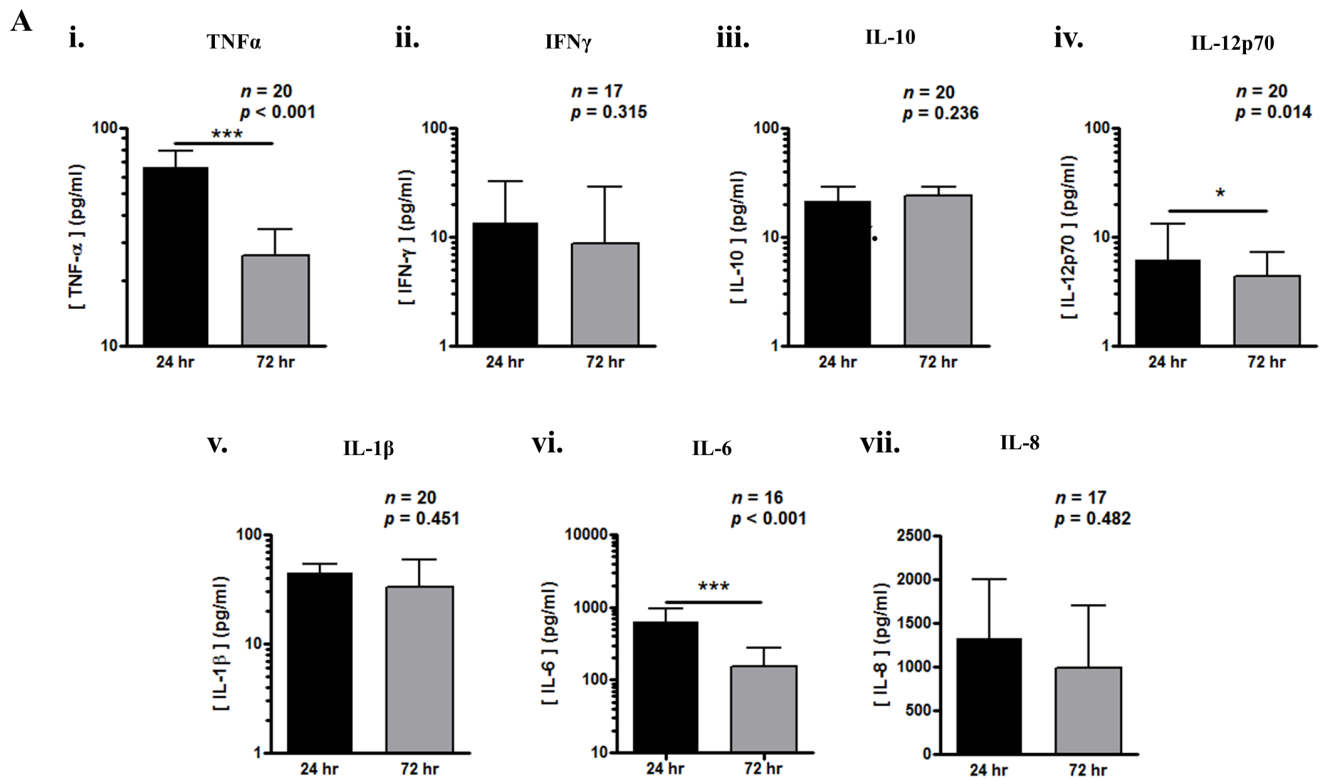 A
i.
TNFα
n = 20
p < 0.001
***
100
10
[ TNF-α ] (pg/ml)
24 hr
72 hr
ii.
IFNγ
n = 17
p = 0.315
100
10
1
[ IFN-γ ] (pg/ml)
24 hr
72 hr
iii.
IL-10
n = 20
p = 0.236
100
10
1
[ IL-10 ] (pg/ml)
24 hr
72 hr
iv.
IL-12p70
n = 20
p = 0.014
*
100
10
1
[ IL-12p70 ] (pg/ml)
24 hr
72 hr
v.
IL-1β
n = 20
p = 0.451
100
10
1
[ IL-1β ] (pg/ml)
24 hr
72 hr
vi.
IL-6
n = 16
p < 0.001
***
10000
1000
100
10
[ IL-6 ] (pg/ml)
24 hr
72 hr
vii.
IL-8
n = 17
p = 0.482
2500
2000
1500
1000
500
0
[ IL-8 ] (pg/ml)
24 hr
72 hr